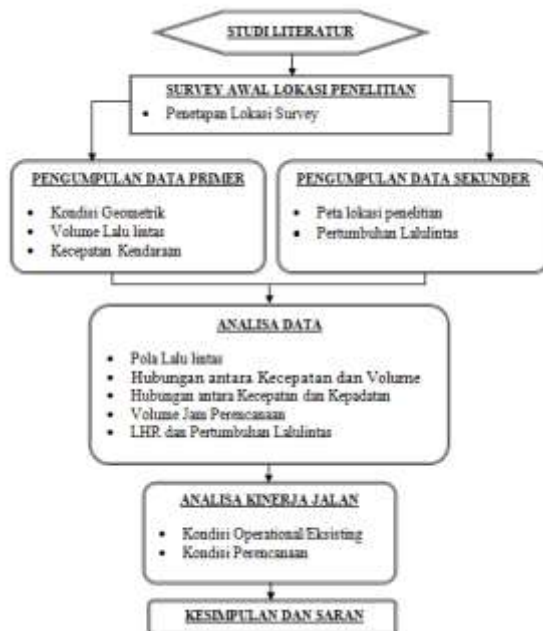 STUDI LITERATUR
SURVEY AWAL LOKASI PENELITIAN
• Penetapan Lokasi Survey
PENGUMPULAN DATA PRIMER
• Kondisi Geometrik
• Volume Lalu lintas
• Kecepatan Kendaraan
PENGUMPULAN DATA SEKUNDER
• Peta lokasi penelitian
• Pertumbuhan Lalulintas
ANALISA DATA
• Pola Lalu lintas
• Hubungan antara Kecepatan dan Volume
• Hubungan antara Kecepatan dan Kepadatan
• Volume Jam Perencanaan
• LHR dan Pertumbuhan Lalulintas
ANALISA KINERJA JALAN
• Kondisi Operational/Eksisting
• Kondisi Perencanaan
KESIMPULAN DAN SARAN